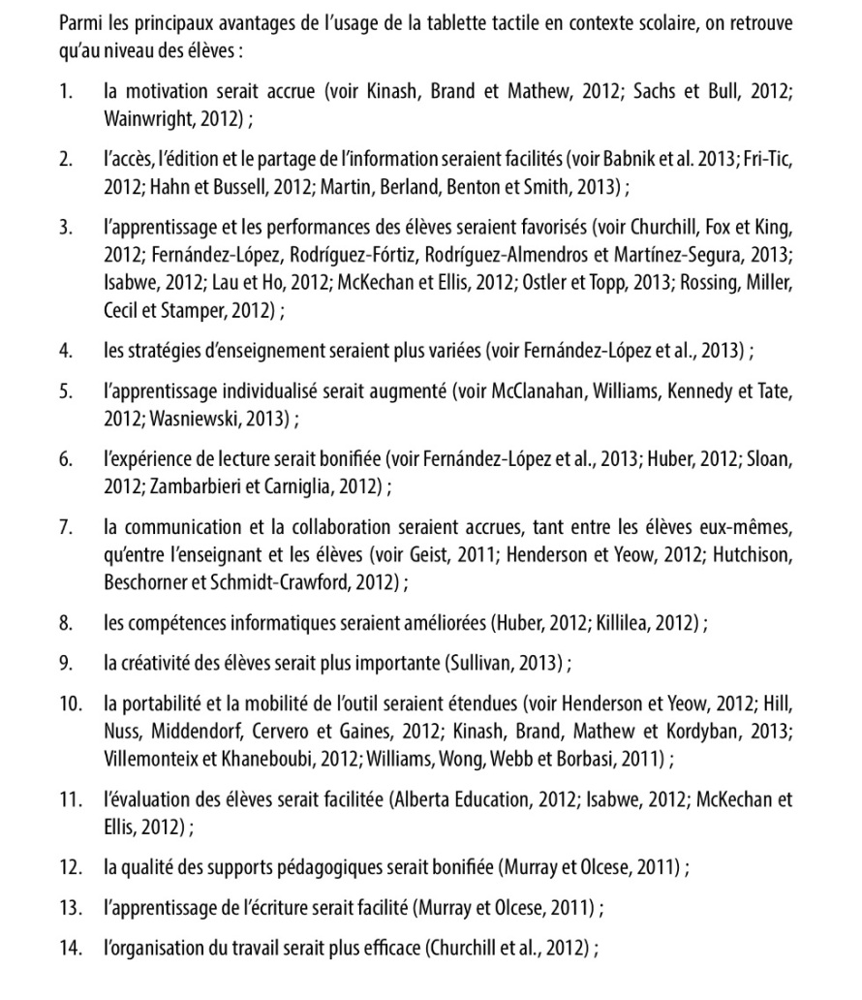 Parmi les principaux avantages de l'usage de la tablette tactile en contexte scolaire, on retrouve
qu'au niveau des élèves :
1. la motivation serait accrue (voir Kinash, Brand et Mathew, 2012; Sachs et Bull, 2012;
Wainwright, 2012) ;
2. l'accès, l'édition et le partage de l'information seraient facilités (voir Babnik et al. 2013; Fri-Tic,
2012; Hahn et Bussell, 2012; Martin, Berland, Benton et Smith, 2013) ;
3. l'apprentissage et les performances des élèves seraient favorisés (voir Churchill, Fox et King,
2012; Fernández-López, Rodríguez-Fórtiz, Rodríguez-Almendros et Martínez-Segura, 2013;
Isabwe, 2012; Lau et Ho, 2012; McKechan et Ellis, 2012; Ostler et Topp, 2013; Rossing, Miller,
Cecil et Stamper, 2012) ;
4. les stratégies d'enseignement seraient plus variées (voir Fernández-López et al., 2013) ;
5. l'apprentissage individualisé serait augmenté (voir McClanahan, Williams, Kennedy et Tate,
2012; Wasniewski, 2013) ;
6. l'expérience de lecture serait bonifiée (voir Fernández-López et al., 2013; Huber, 2012; Sloan,
2012; Zambarbieri et Carniglia, 2012) ;
7. la communication et la collaboration seraient accrues, tant entre les élèves eux-mêmes,
qu'entre l'enseignant et les élèves (voir Geist, 2011; Henderson et Yeow, 2012; Hutchison,
Beschorner et Schmidt-Crawford, 2012) ;
8. les compétences informatiques seraient améliorées (Huber, 2012; Killilea, 2012) ;
9. la créativité des élèves serait plus importante (Sullivan, 2013) ;
10. la portabilité et la mobilité de l'outil seraient étendues (voir Henderson et Yeow, 2012; Hill,
Nuss, Middendorf, Cervero et Gaines, 2012; Kinash, Brand, Mathew et Kordyban, 2013;
Villemonteix et Khaneboubi, 2012; Williams, Wong, Webb et Borbasi, 2011) ;
11. l'évaluation des élèves serait facilitée (Alberta Education, 2012; Isabwe, 2012; McKechan et
Ellis, 2012) ;
12. la qualité des supports pédagogiques serait bonifiée (Murray et Olcese, 2011) ;
13. l'apprentissage de l'écriture serait facilité (Murray et Olcese, 2011) ;
14. l'organisation du travail serait plus efficace (Churchill et al., 2012) ;